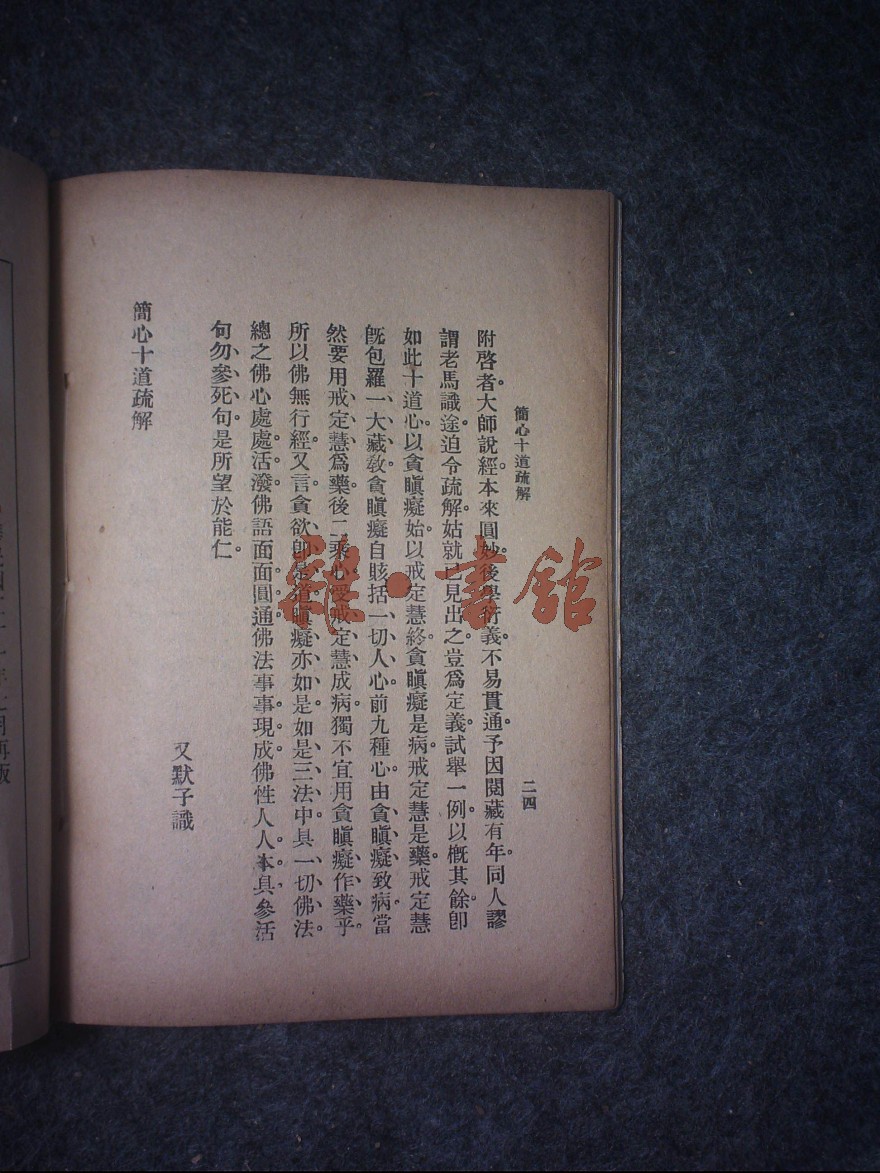 簡心十道疏解
二四
附啓者。大師說經。本來圓妙。後學衍義。不易貫通。予因閱藏有年。同人謬
謂老馬識途。迫令疏解。姑就己見出之。豈爲定義。試舉一例。以概其餘。卽
如此十道心。以貪瞋癡始。以戒定慧終。貪瞋癡是病。戒定慧是藥。戒定慧
旣包羅一大藏敎、貪瞋癡自賅括一切人心。前九種心。由貪瞋癡致病。當
然要用戒定慧爲藥。後二乘心。受戒定慧成病。獨不宜用貪瞋癡作藥乎
所以佛無行經。又言貪欲卽是道、瞋癡亦如是、如是三法中、具一切佛法。
總之佛心處處活潑。佛語面面圓通。佛法事事現成。佛性人人本具。參活
句、勿參死句。是所望於能仁。
又默子識
簡心十道疏解
年七月再版
雜·書館